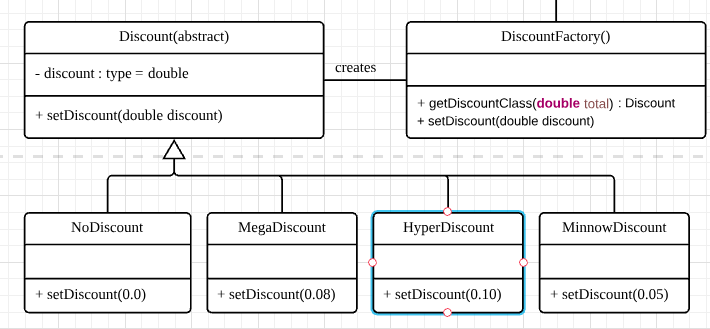 Discount(abstract)
- discount : type = double
+ setDiscount(double discount)
creates
DiscountFactory()
+ getDiscountClass(double total) : Discount
+ setDiscount(double discount)
NoDiscount
+ setDiscount(0.0)
MegaDiscount
+ setDiscount(0.08)
HyperDiscount
+ setDiscount(0.10)
MinnowDiscount
+ setDiscount(0.05)